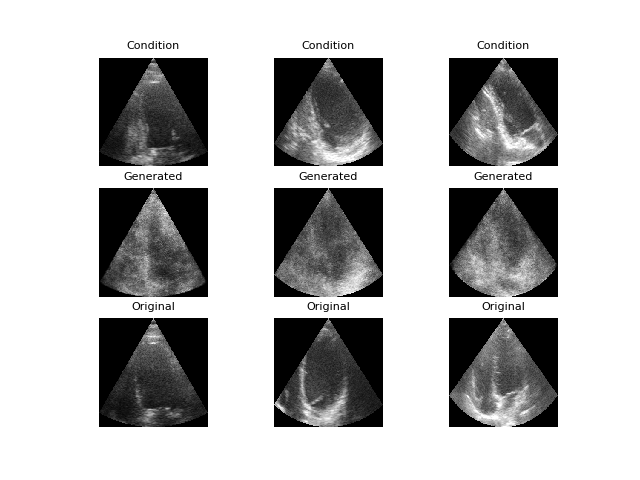 Condition Condition Condition
Generated Generated Generated
Original Original Original